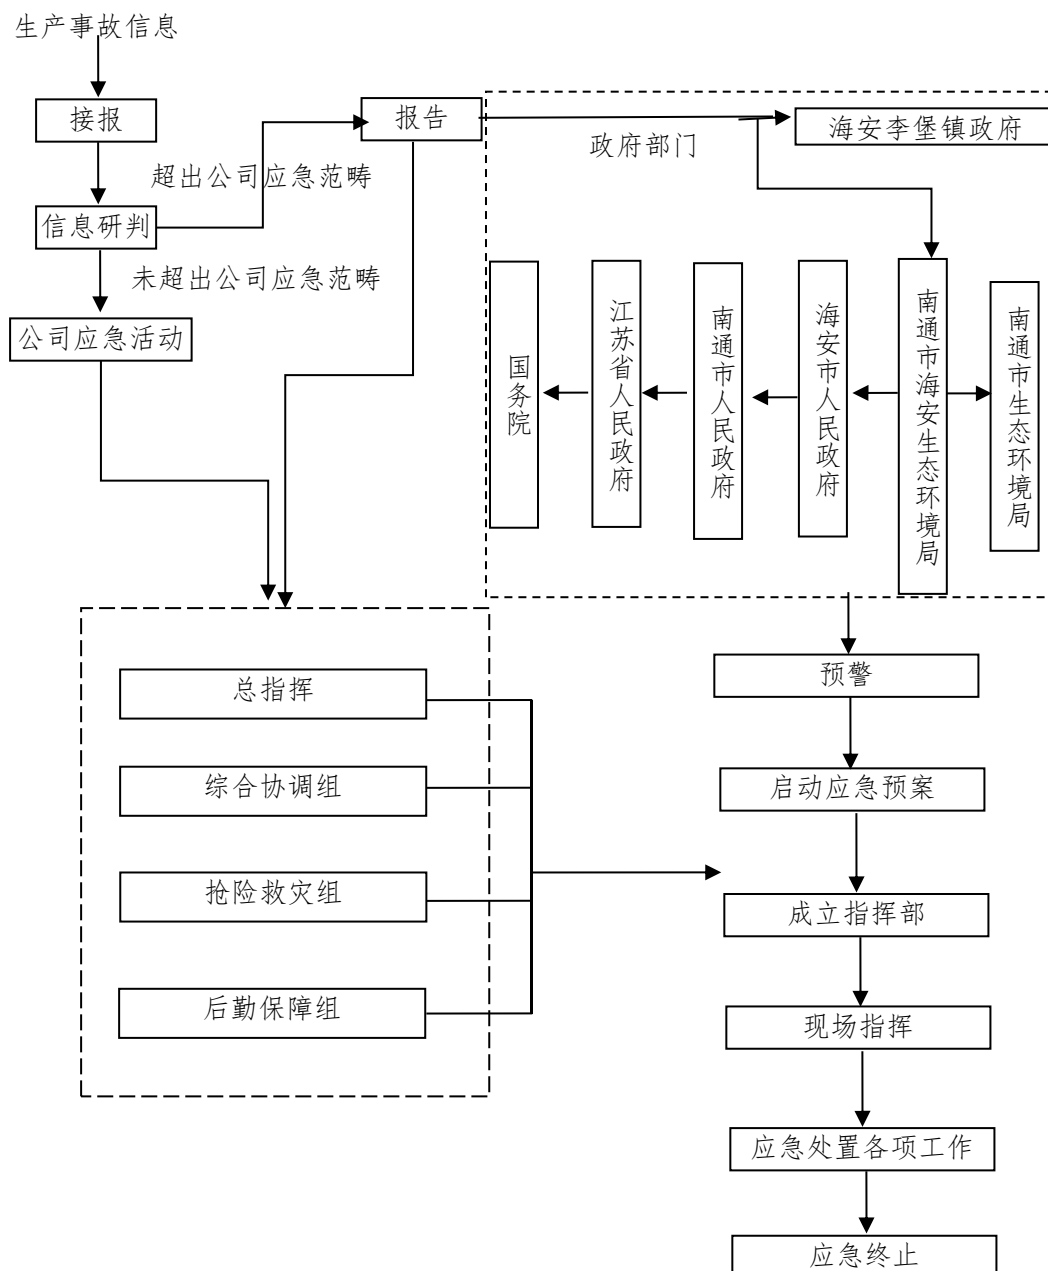 生产事故信息
接报
报告
海安李堡镇政府
政府部门
超出公司应急范畴
信息研判
未超出公司应急范畴
公司应急活动
国务院
江苏省人民政府
南通市人民政府
海安市人民政府
南通市海安生态环境局
南通市生态环境局
总指挥
综合协调组
抢险救灾组
后勤保障组
预警
启动应急预案
成立指挥部
现场指挥
应急处置各项工作
应急终止